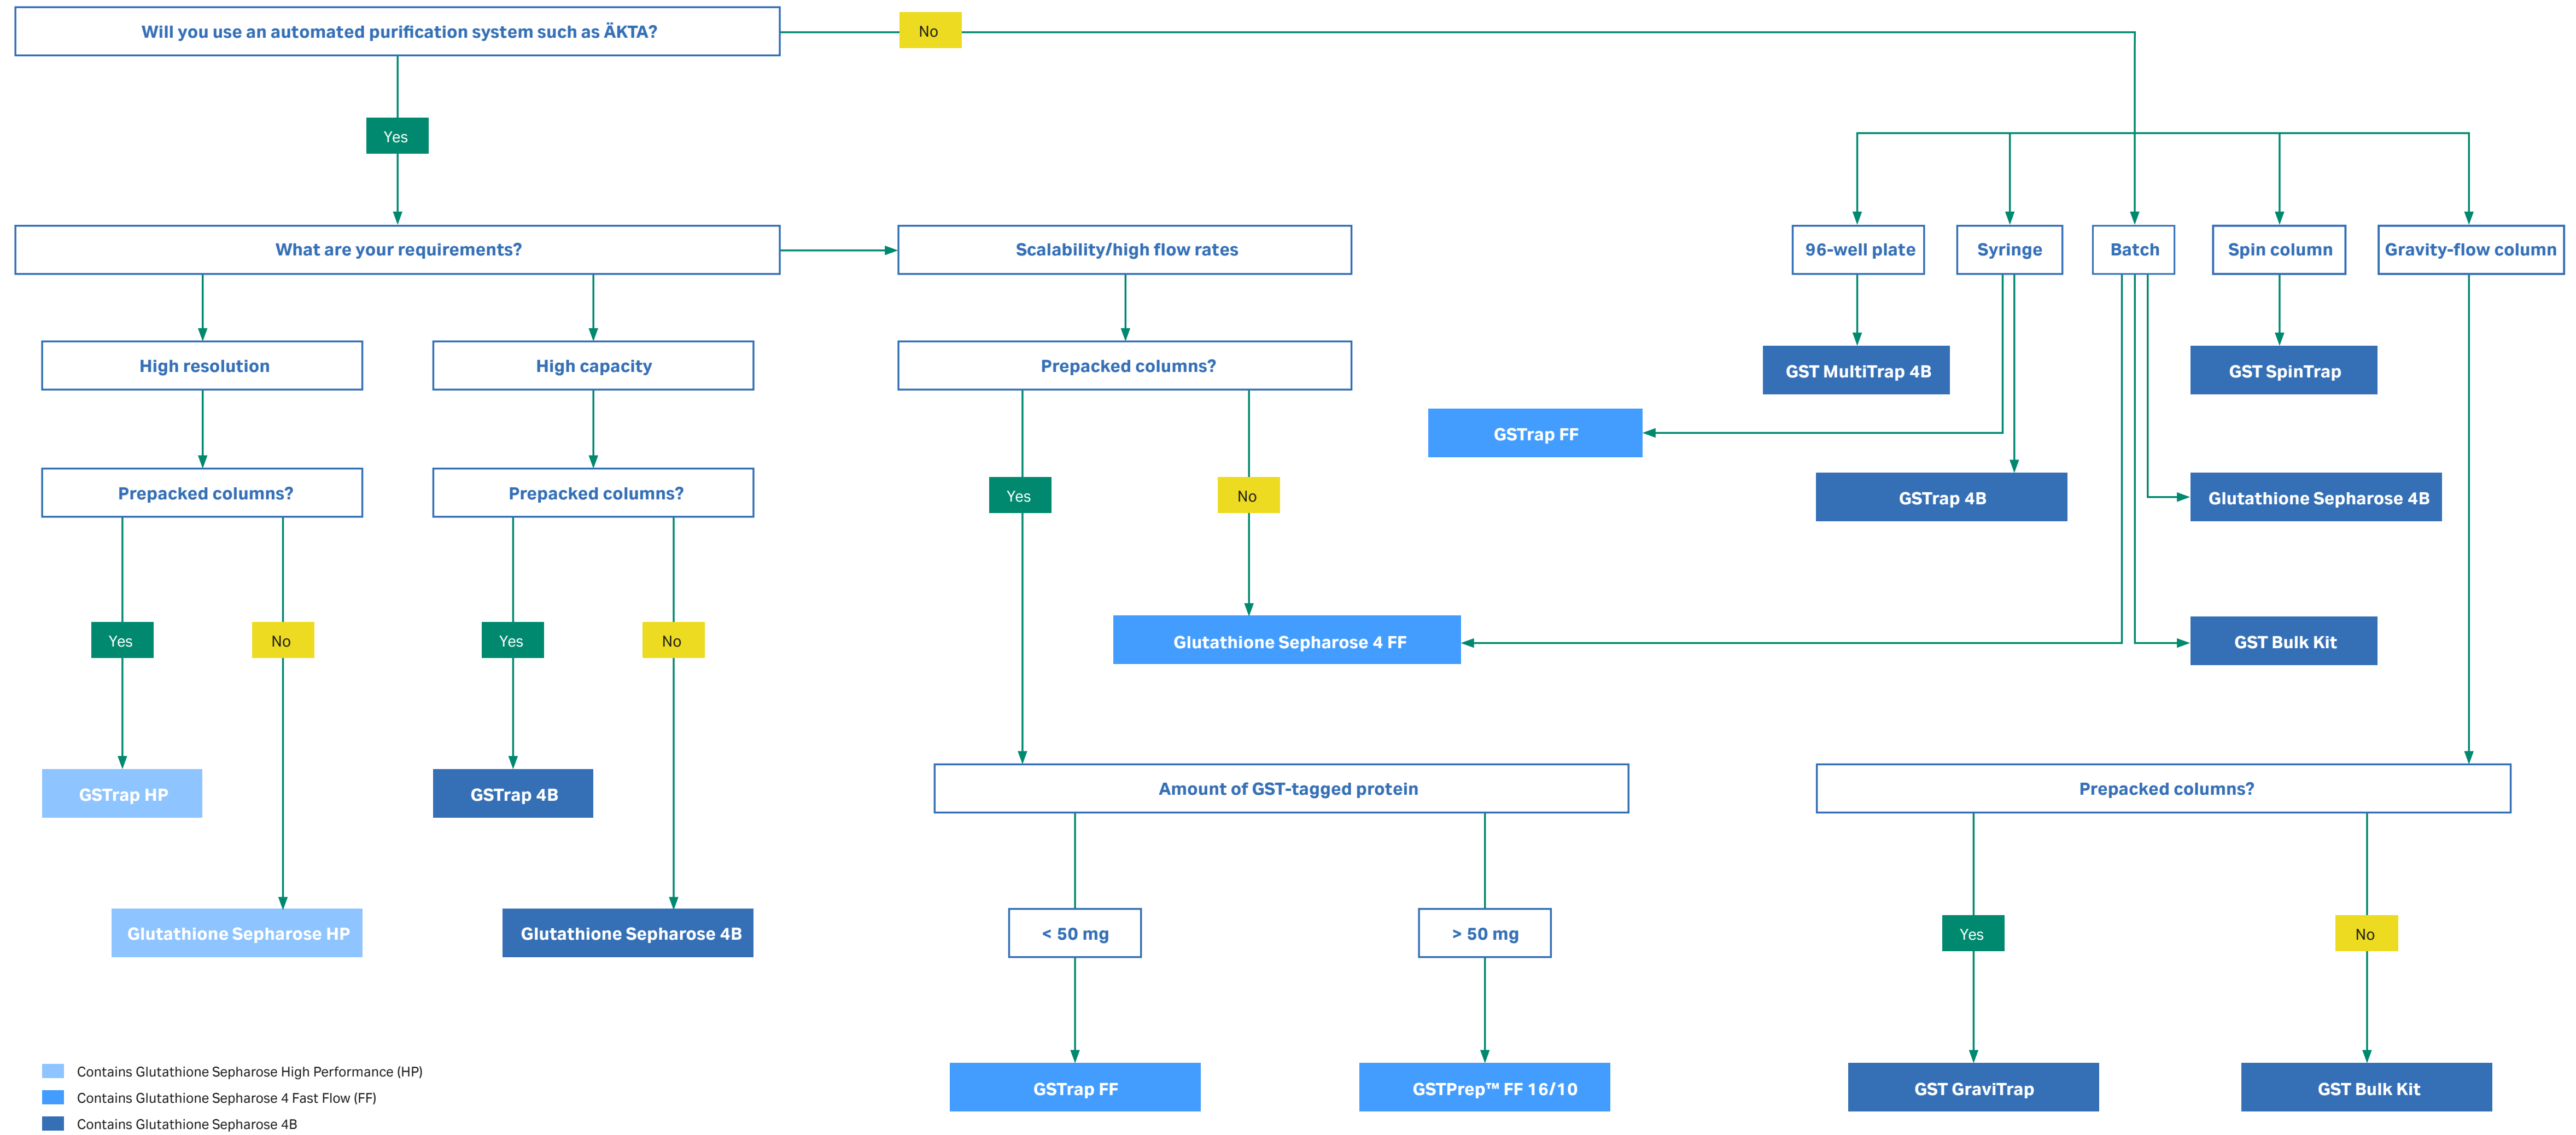 Will you use an automated purification system such as ÄKTA?
No
Yes
What are your requirements?
Scalability/high flow rates
96-well plate
Syringe
Batch
Spin column
Gravity-flow column
High resolution
High capacity
Prepacked columns?
GST MultiTrap 4B
GST SpinTrap
GSTrap FF
Prepacked columns?
Prepacked columns?
Yes
No
GSTrap 4B
Glutathione Sepharose 4B
Yes
No
Yes
No
Glutathione Sepharose 4 FF
GST Bulk Kit
GSTrap HP
GSTrap 4B
Amount of GST-tagged protein
Prepacked columns?
Glutathione Sepharose HP
Glutathione Sepharose 4B
< 50 mg
> 50 mg
Yes
No
GSTrap FF
GSTPrep™ FF 16/10
GST GraviTrap
GST Bulk Kit
Contains Glutathione Sepharose High Performance (HP)
Contains Glutathione Sepharose 4 Fast Flow (FF)
Contains Glutathione Sepharose 4B